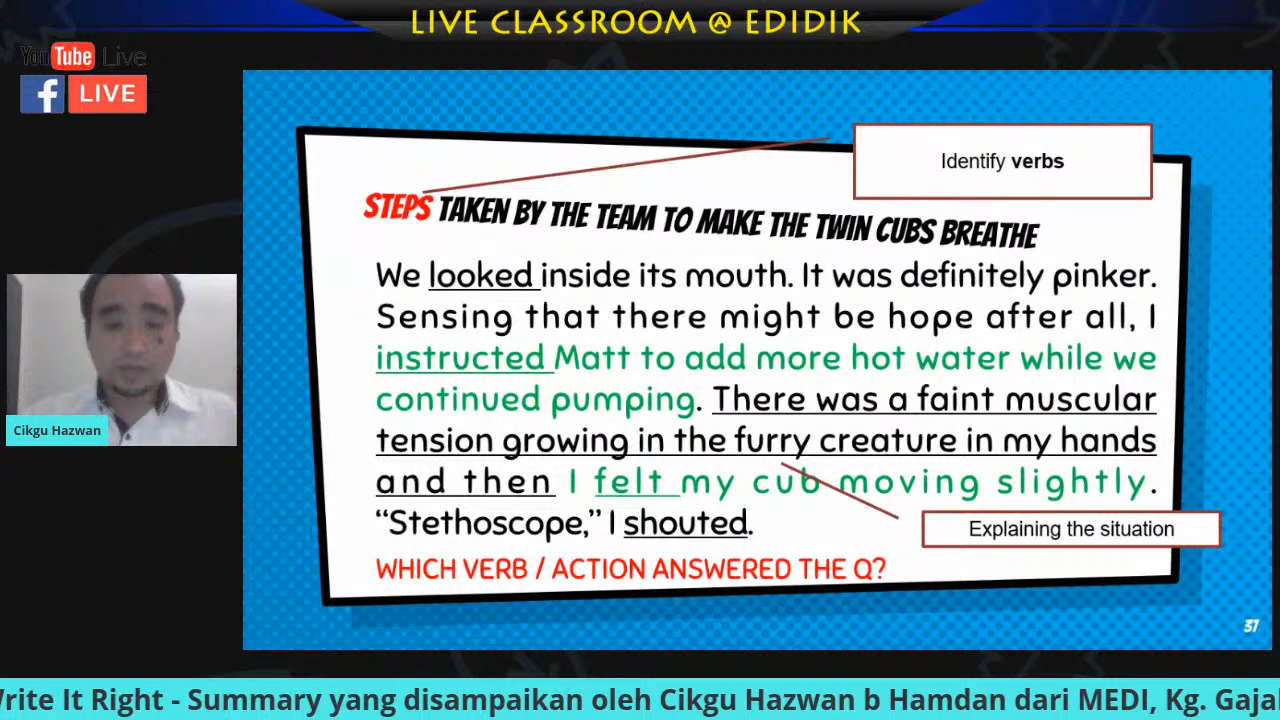 LIVE CLASSROOM @ EDIDIK
YouTube Live
f LIVE
Identify verbs
STEPS TAKEN BY THE TEAM TO MAKE THE TWIN CUBS BREATHE
We looked inside its mouth. It was definitely pinker.
Sensing that there might be hope after all, I
instructed Matt to add more hot water while we
continued pumping. There was a faint muscular
tension growing in the furry creature in my hands
and then I felt my cub moving slightly.
“Stethoscope,” I shouted.
Explaining the situation
WHICH VERB / ACTION ANSWERED THE Q?
Cikgu Hazwan
37
Write It Right - Summary yang disampaikan oleh Cikgu Hazwan b Hamdan dari MEDI, Kg.